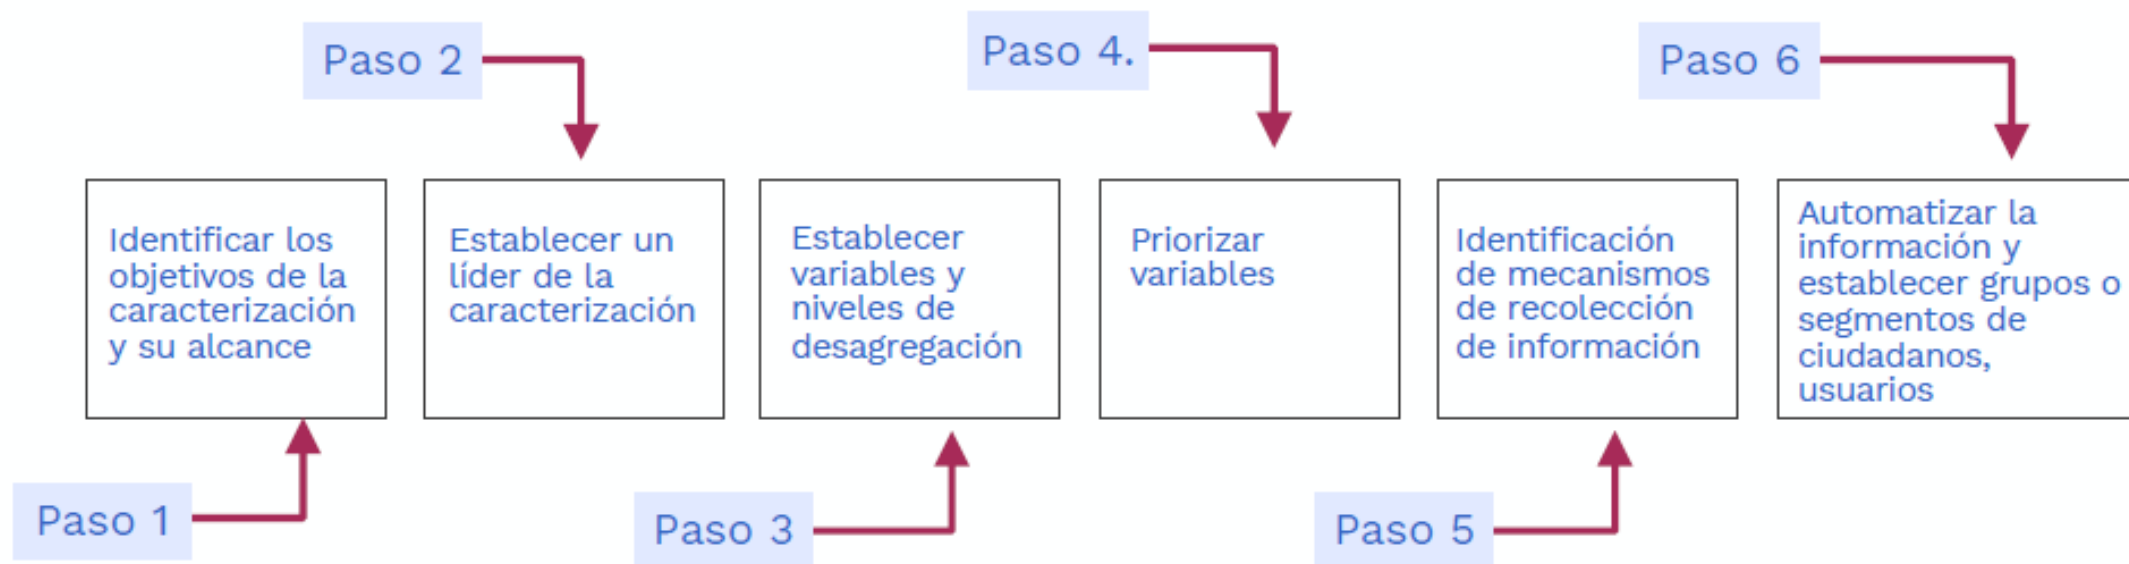 Paso 1
Identificar los
objetivos de la
caracterización
y su alcance
Paso 2
Establecer un
líder de la
caracterización
Paso 3
Establecer
variables y
niveles de
desagregación
Paso 4.
Priorizar
variables
Paso 5
Identificación
de mecanismos
de recolección
de información
Paso 6
Automatizar la
información y
establecer grupos o
segmentos de
ciudadanos,
usuarios